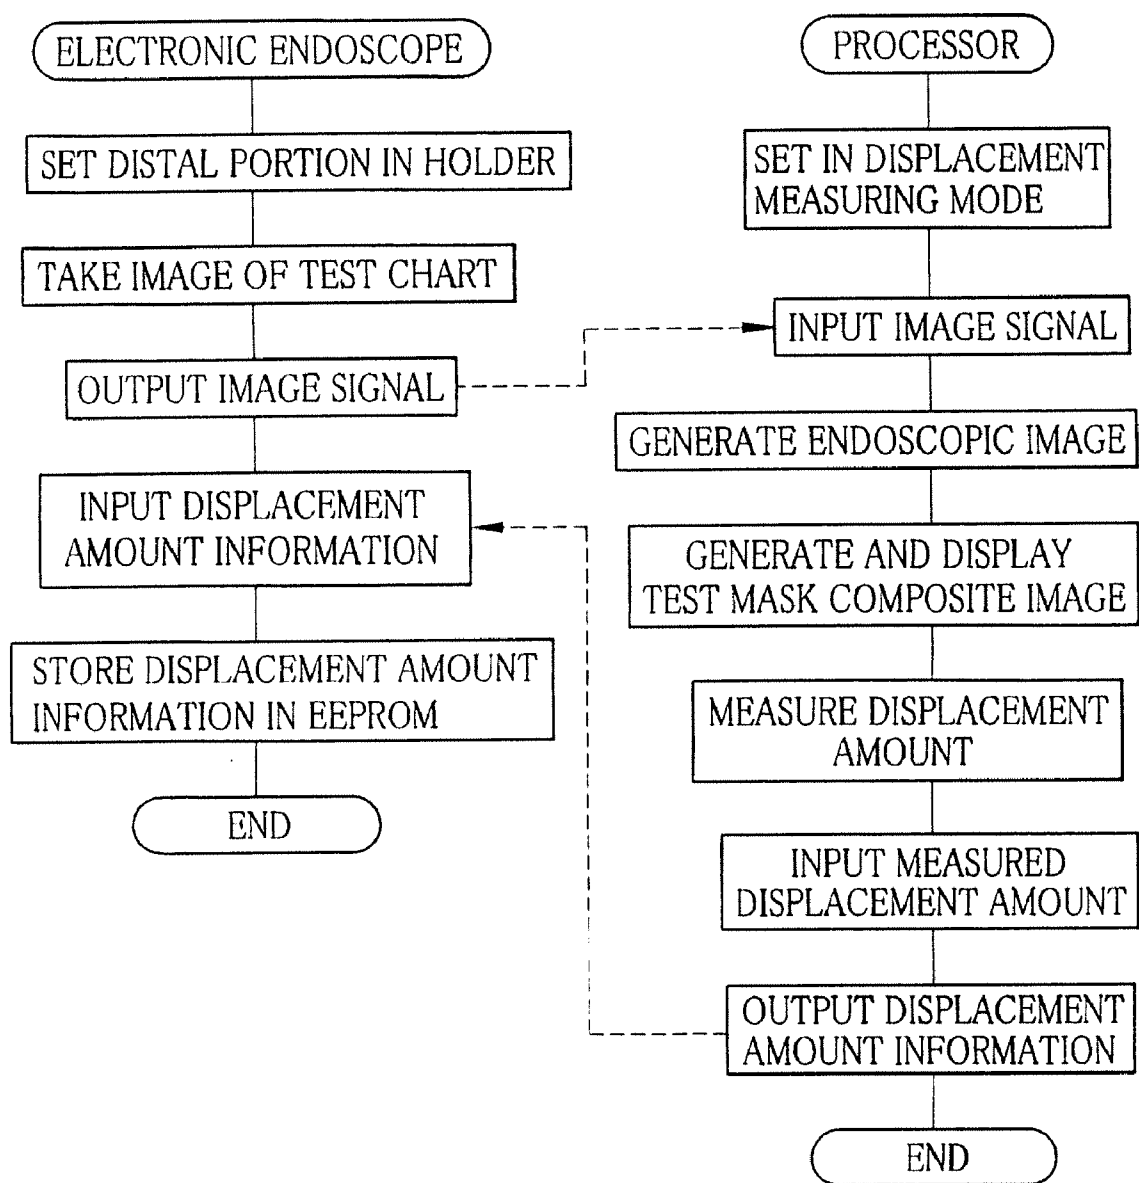 ELECTRONIC ENDOSCOPE
SET DISTAL PORTION IN HOLDER
TAKE IMAGE OF TEST CHART
OUTPUT IMAGE SIGNAL
INPUT DISPLACEMENT
AMOUNT INFORMATION
STORE DISPLACEMENT AMOUNT
INFORMATION IN EEPROM
END
PROCESSOR
SET IN DISPLACEMENT
MEASURING MODE
INPUT IMAGE SIGNAL
GENERATE ENDOSCOPIC IMAGE
GENERATE AND DISPLAY
TEST MASK COMPOSITE IMAGE
MEASURE DISPLACEMENT
AMOUNT
INPUT MEASURED
DISPLACEMENT AMOUNT
OUTPUT DISPLACEMENT
AMOUNT INFORMATION
END